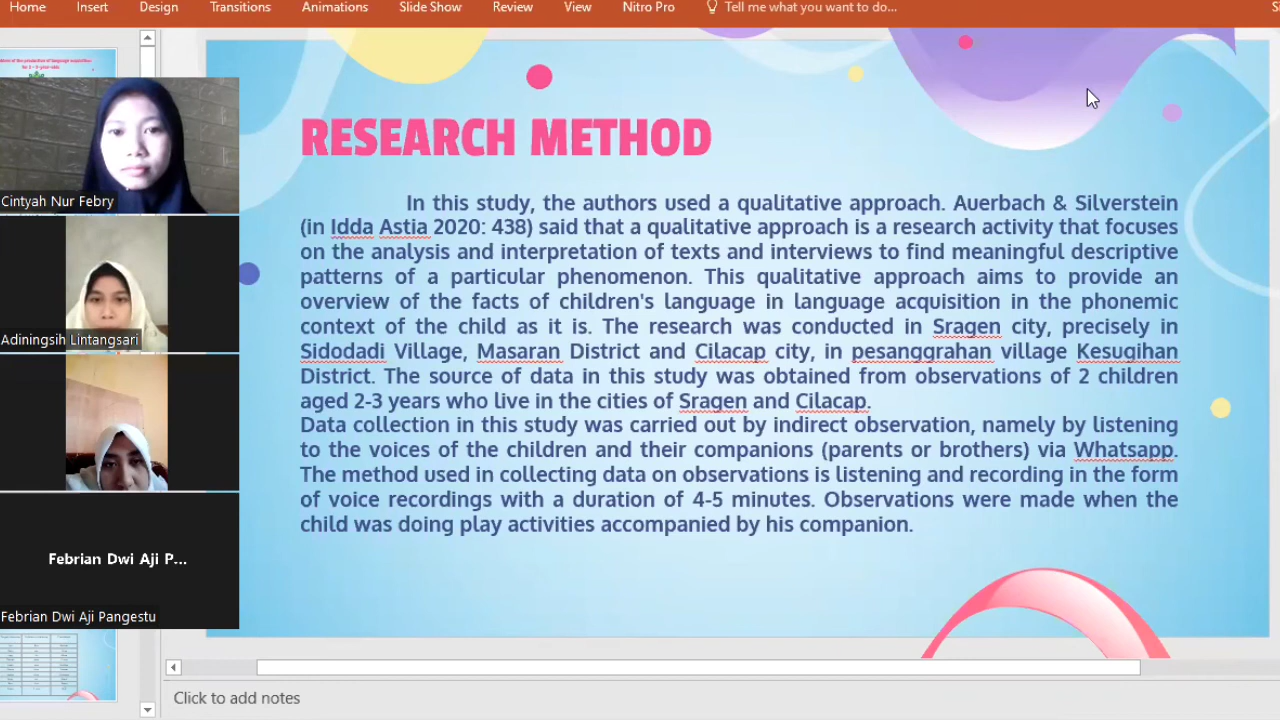 Home Insert Design Transitions Animations Slide Show Review View Nitro Pro Tell me what you want to do...
RESEARCH METHOD
In this study, the authors used a qualitative approach. Auerbach & Silverstein
(in Idda Astia 2020: 438) said that a qualitative approach is a research activity that focuses
on the analysis and interpretation of texts and interviews to find meaningful descriptive
patterns of a particular phenomenon. This qualitative approach aims to provide an
overview of the facts of children's language in language acquisition in the phonemic
context of the child as it is. The research was conducted in Sragen city, precisely in
Sidodadi Village, Masaran District and Cilacap city, in pesanggrahan village Kesugihan
District. The source of data in this study was obtained from observations of 2 children
aged 2-3 years who live in the cities of Sragen and Cilacap.
Data collection in this study was carried out by indirect observation, namely by listening
to the voices of the children and their companions (parents or brothers) via Whatsapp.
The method used in collecting data on observations is listening and recording in the form
of voice recordings with a duration of 4-5 minutes. Observations were made when the
child was doing play activities accompanied by his companion.
Cintyah Nur Febry
Adiningsih Lintangsari
Febrian Dwi Aji P...
Febrian Dwi Aji Pangestu
Click to add notes